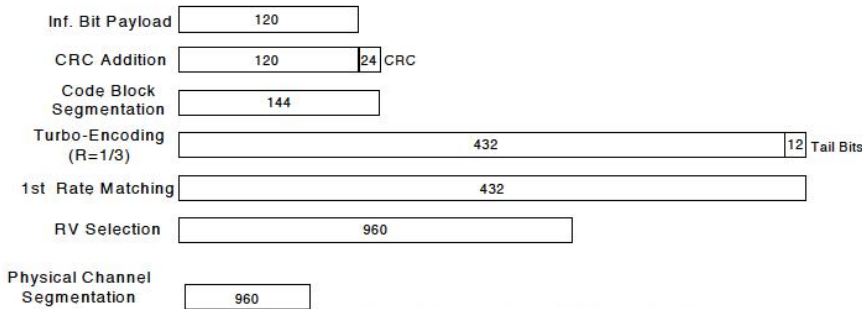 Inf. Bit Payload 120
CRC Addition 120 24 CRC
Code Block
Segmentation 144
Turbo-Encoding
(R=1/3) 432 12 Tail Bits
1st Rate Matching 432
RV Selection 960
Physical Channel
Segmentation 960